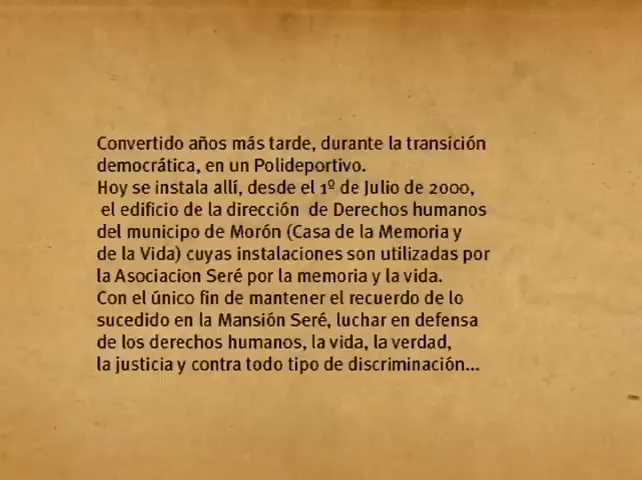 Convertido años más tarde, durante la transición
democrática, en un Polideportivo.
Hoy se instala allí, desde el 1º de Julio de 2000,
el edificio de la dirección de Derechos humanos
del municipo de Morón (Casa de la Memoria y
de la Vida) cuyas instalaciones son utilizadas por
la Asociacion Seré por la memoria y la vida.
Con el único fin de mantener el recuerdo de lo
sucedido en la Mansión Seré, luchar en defensa
de los derechos humanos, la vida, la verdad,
la justicia y contra todo tipo de discriminación...